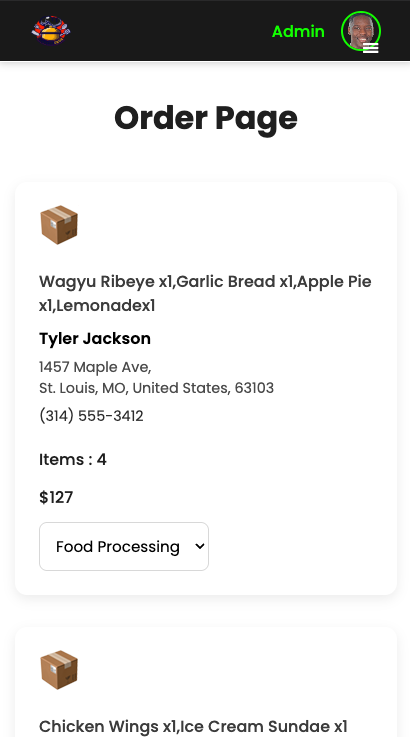 Admin
Order Page
Wagyu Ribeye x1,Garlic Bread x1,Apple Pie
x1,Lemonadex1
Tyler Jackson
1457 Maple Ave,
St. Louis, MO, United States, 63103
(314) 555-3412
Items : 4
$127
Food Processing
Chicken Wings x1,Ice Cream Sundae x1